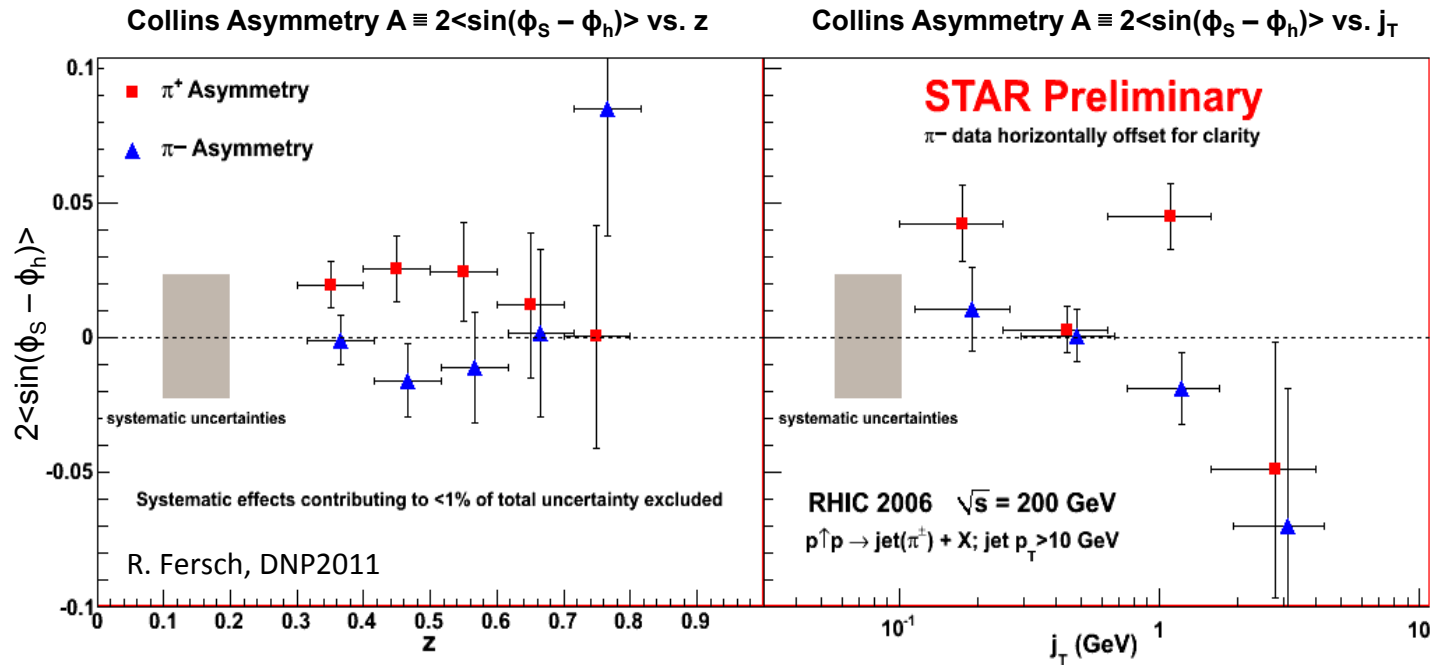 Collins Asymmetry A ≡ 2<sin(ϕS – ϕh)> vs. z
Collins Asymmetry A ≡ 2<sin(ϕS – ϕh)> vs. jT
2<sin(ϕS – ϕh)>
0.1
0.05
0
-0.05
-0.1
π+ Asymmetry
π− Asymmetry
systematic uncertainties
Systematic effects contributing to <1% of total uncertainty excluded
R. Fersch, DNP2011
0 0.1 0.2 0.3 0.4 0.5 0.6 0.7 0.8 0.9
z
STAR Preliminary
π− data horizontally offset for clarity
systematic uncertainties
RHIC 2006 √s = 200 GeV
p↑p → jet(π±) + X; jet pT>10 GeV
10-1 1 10
jT (GeV)